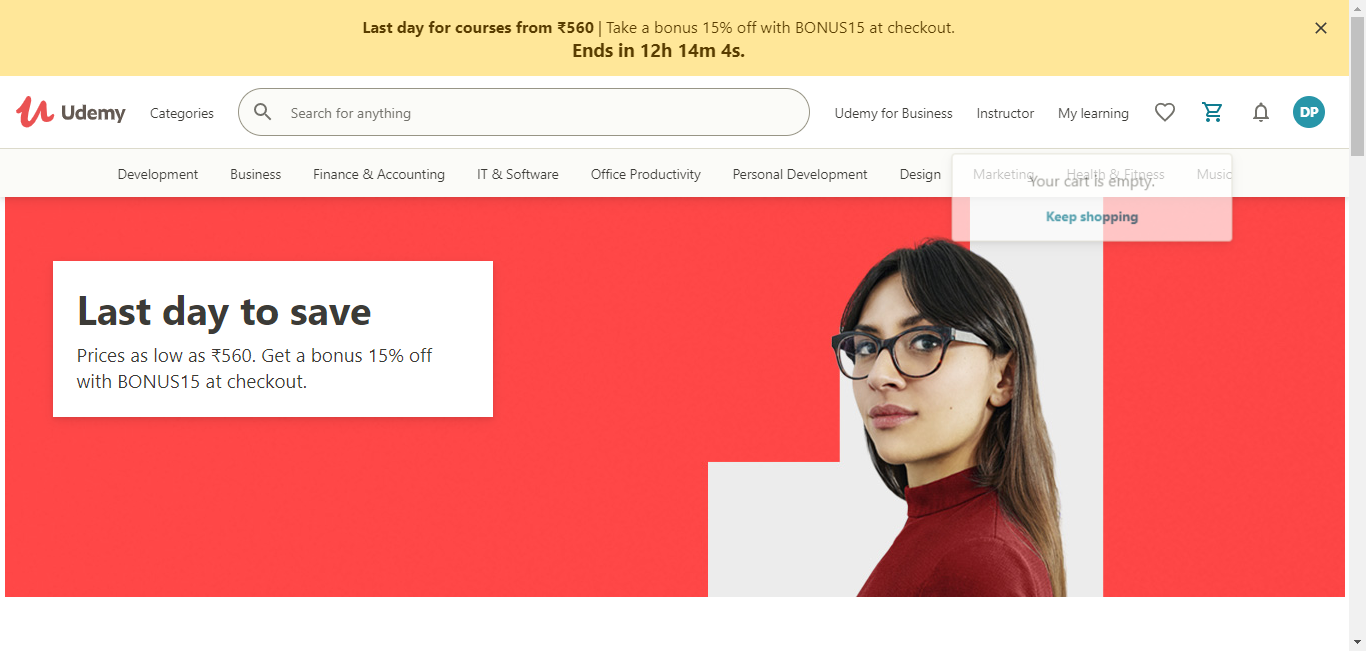 Last day for courses from ₹560 | Take a bonus 15% off with BONUS15 at checkout.
Ends in 12h 14m 4s.
Udemy
Categories
Search for anything
Udemy for Business
Instructor
My learning
DP
Development
Business
Finance & Accounting
IT & Software
Office Productivity
Personal Development
Design
Marketing
Health & Fitness
Music
Your cart is empty.
Keep shopping
Last day to save
Prices as low as ₹560. Get a bonus 15% off
with BONUS15 at checkout.